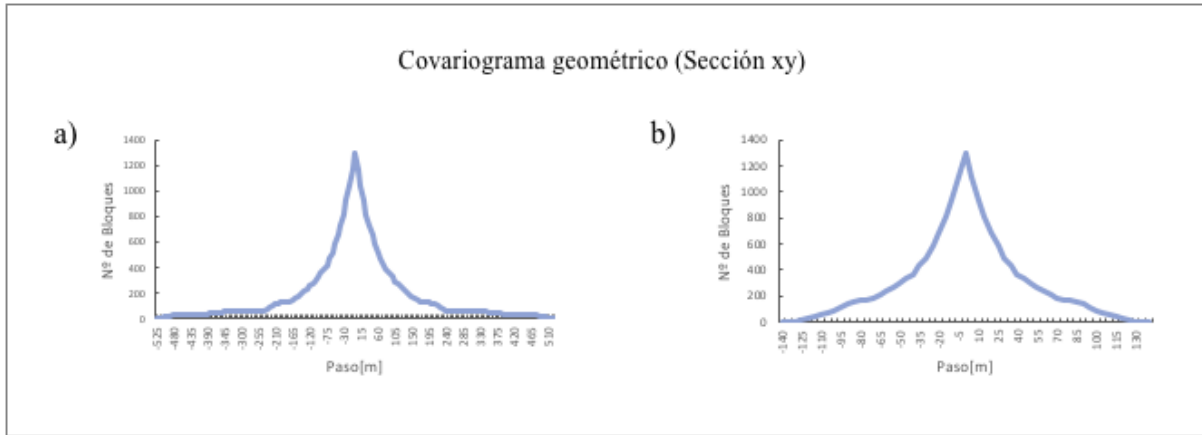 Covariograma geométrico (Sección xy)
a)
Nº de Bloques
1400
1200
1000
800
600
400
200
0
-525 -480 -435 -390 -345 -300 -255 -210 -165 -120 -75 -30 15 60 105 150 195 240 285 330 375 420 465 510
Paso[m]
b)
Nº de Bloques
1400
1200
1000
800
600
400
200
0
-140 -125 -110 -95 -80 -65 -50 -35 -20 -5 10 25 40 55 70 85 100 115 130
Paso[m]